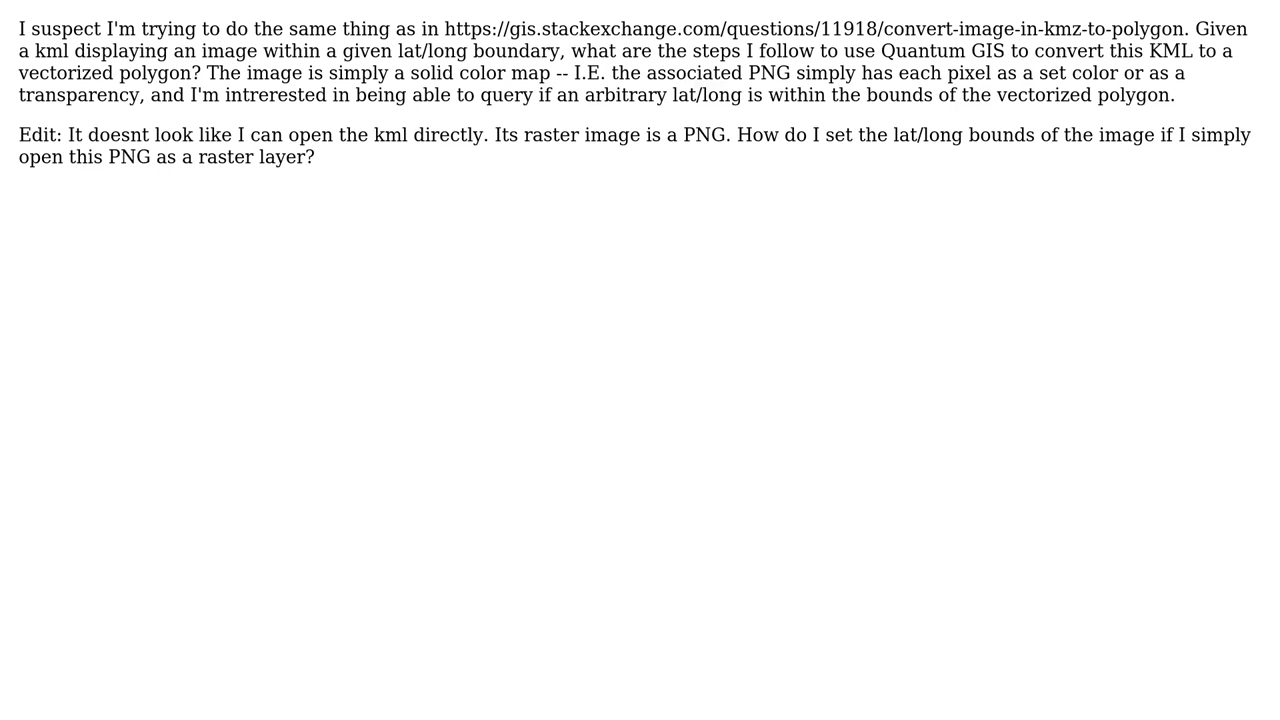 I suspect I'm trying to do the same thing as in https://gis.stackexchange.com/questions/11918/convert-image-in-kmz-to-polygon. Given
a kml displaying an image within a given lat/long boundary, what are the steps I follow to use Quantum GIS to convert this KML to a
vectorized polygon? The image is simply a solid color map -- I.E. the associated PNG simply has each pixel as a set color or as a
transparency, and I'm intrerested in being able to query if an arbitrary lat/long is within the bounds of the vectorized polygon.
Edit: It doesnt look like I can open the kml directly. Its raster image is a PNG. How do I set the lat/long bounds of the image if I simply
open this PNG as a raster layer?